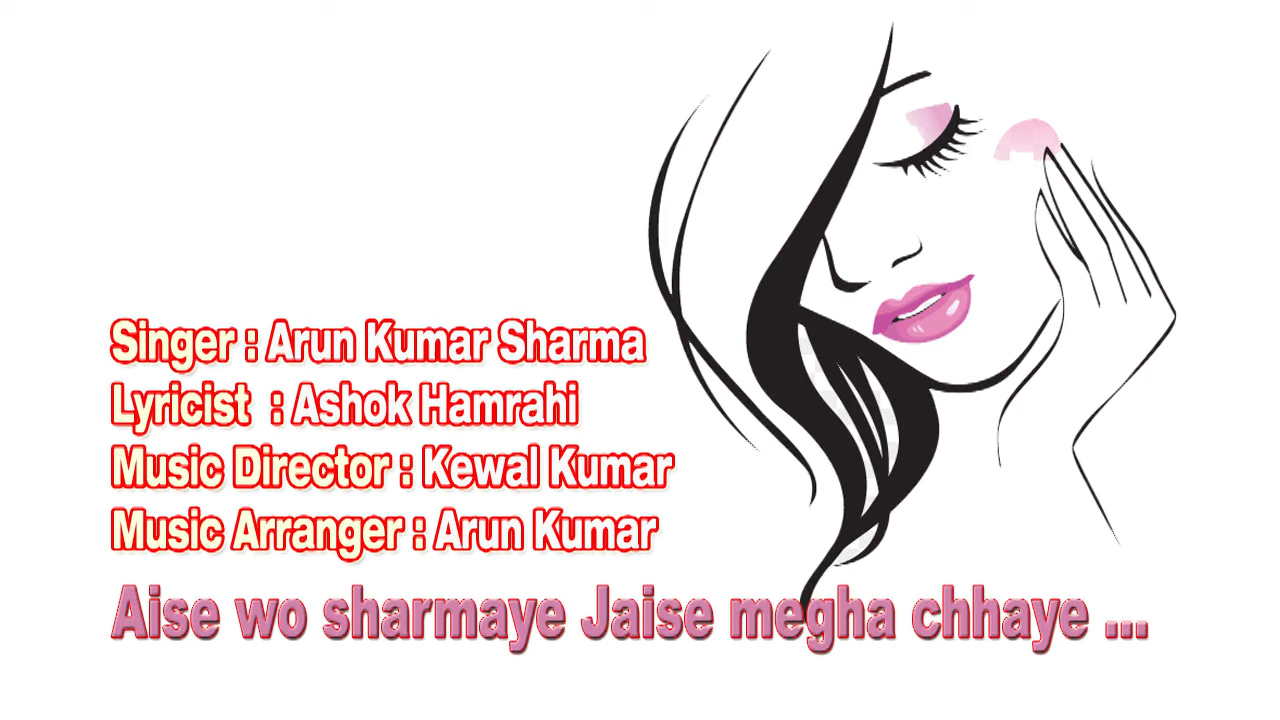 Singer : Arun Kumar Sharma
Lyricist : Ashok Hamrahi
Music Director : Kewal Kumar
Music Arranger : Arun Kumar
Aise wo sharmaye Jaise megha chhaye ...